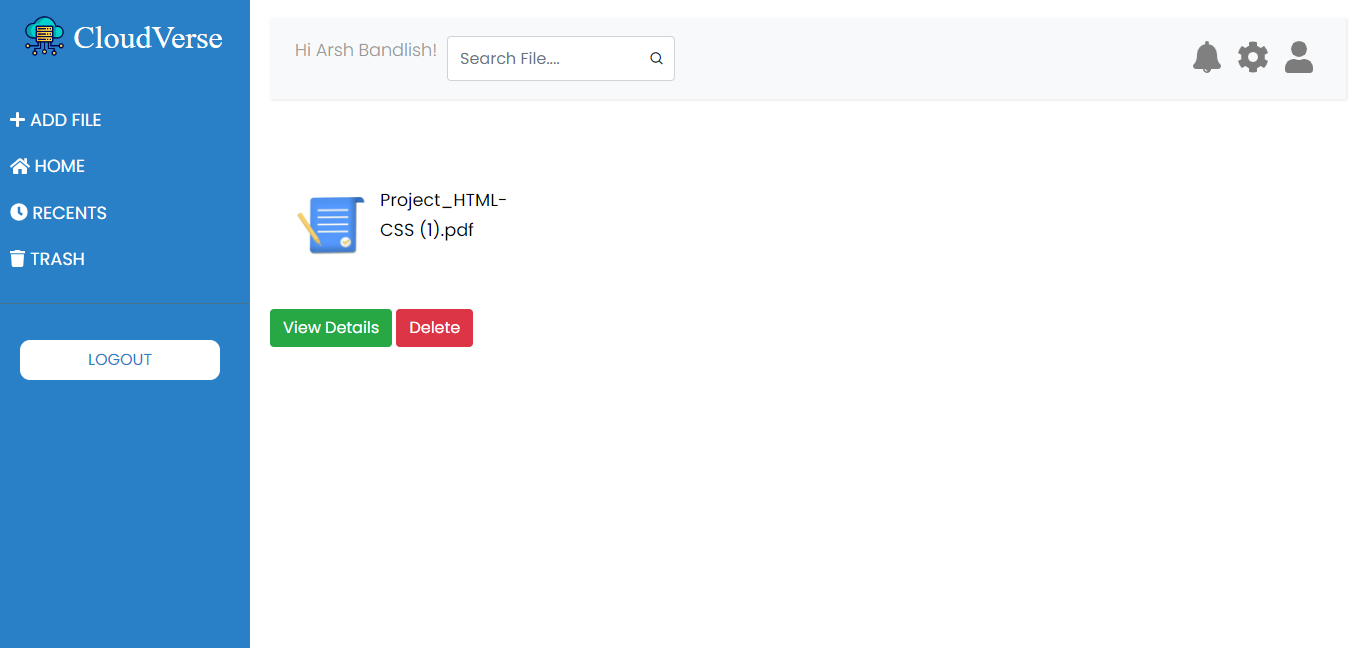 CloudVerse
ADD FILE
HOME
RECENTS
TRASH
LOGOUT
Hi Arsh Bandlish!
Search File....
Project_HTML-
CSS (1).pdf
View Details
Delete